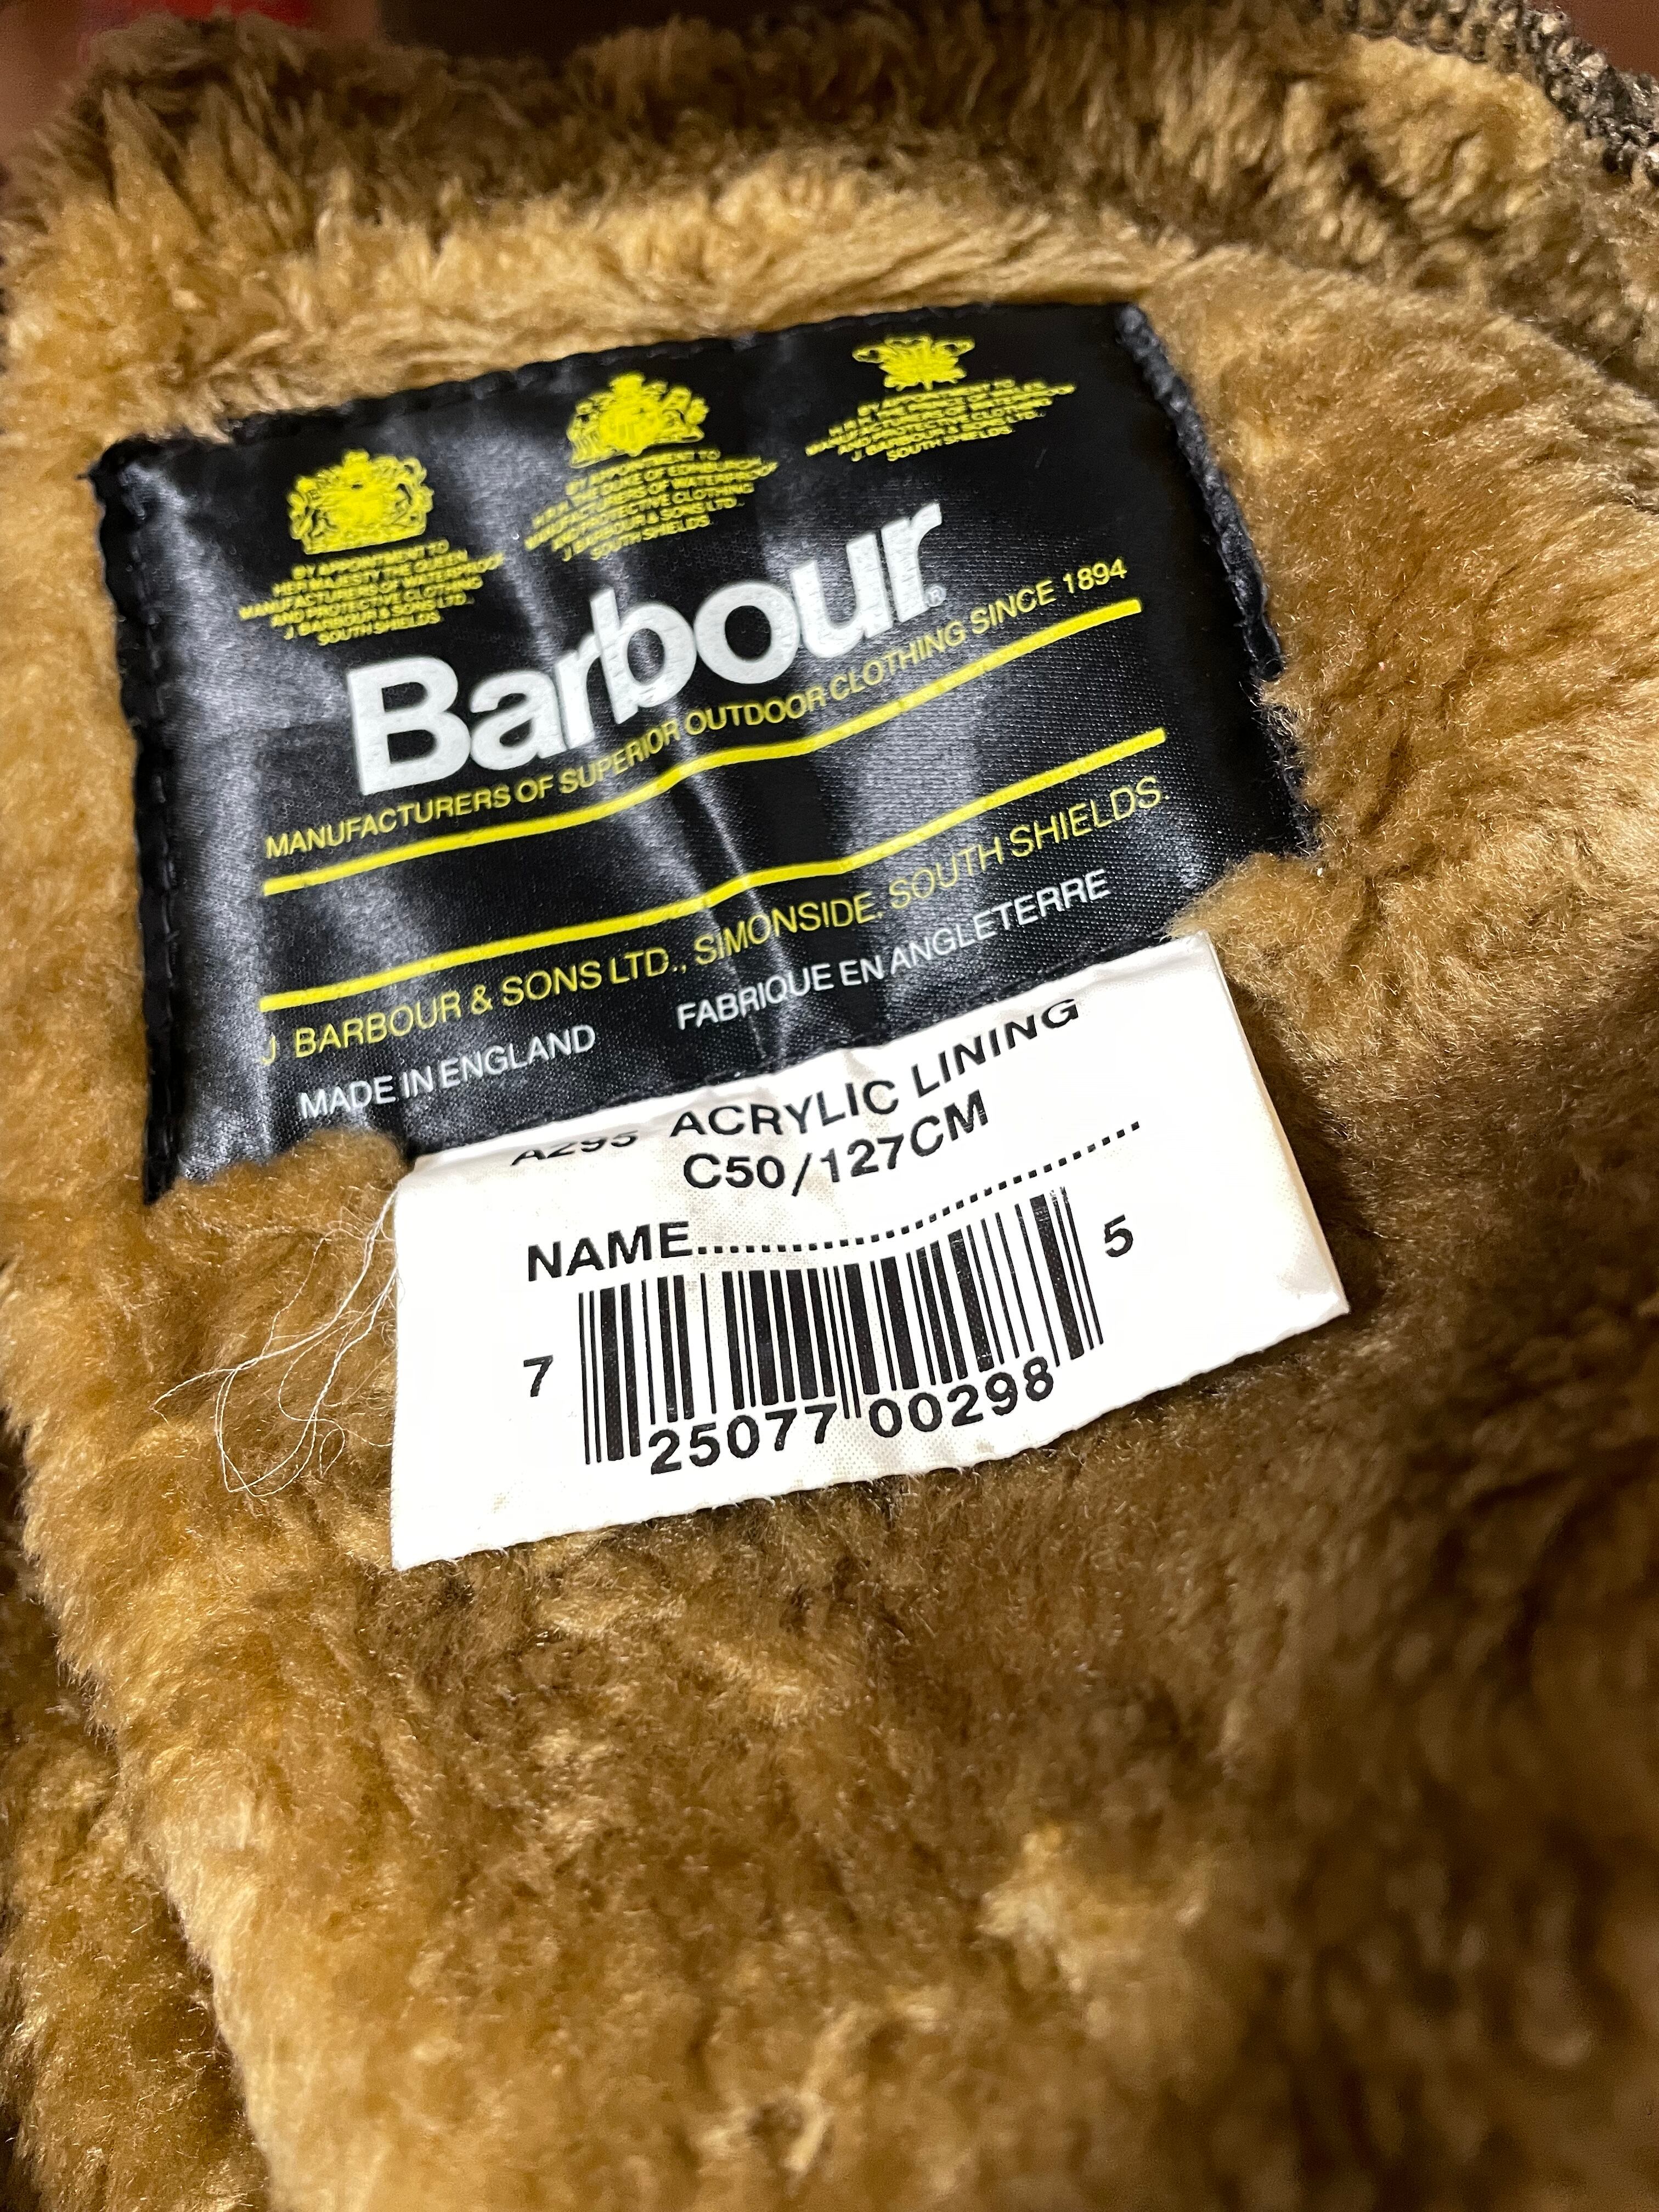 BY APPOINTMENT TO
HER MAJESTY THE QUEEN
MANUFACTURERS OF WATERPROOF
AND PROTECTIVE CLOTHING
J BARBOUR & SONS LTD.,
SOUTH SHIELDS.
BY APPOINTMENT TO
H.R.H. THE DUKE OF EDINBURGH
MANUFACTURERS OF WATERPROOF
AND PROTECTIVE CLOTHING
J BARBOUR & SONS LTD.,
SOUTH SHIELDS.
BY APPOINTMENT TO
H.R.H. THE PRINCE OF WALES
MANUFACTURERS OF WATERPROOF
AND PROTECTIVE CLOTHING
J BARBOUR & SONS LTD.,
SOUTH SHIELDS.
Barbour®
MANUFACTURERS OF SUPERIOR OUTDOOR CLOTHING SINCE 1894
J BARBOUR & SONS LTD., SIMONSIDE, SOUTH SHIELDS.
MADE IN ENGLAND FABRIQUE EN ANGLETERRE
A295 ACRYLIC LINING
C50/127CM
NAME..............................
7 25077 00298 5